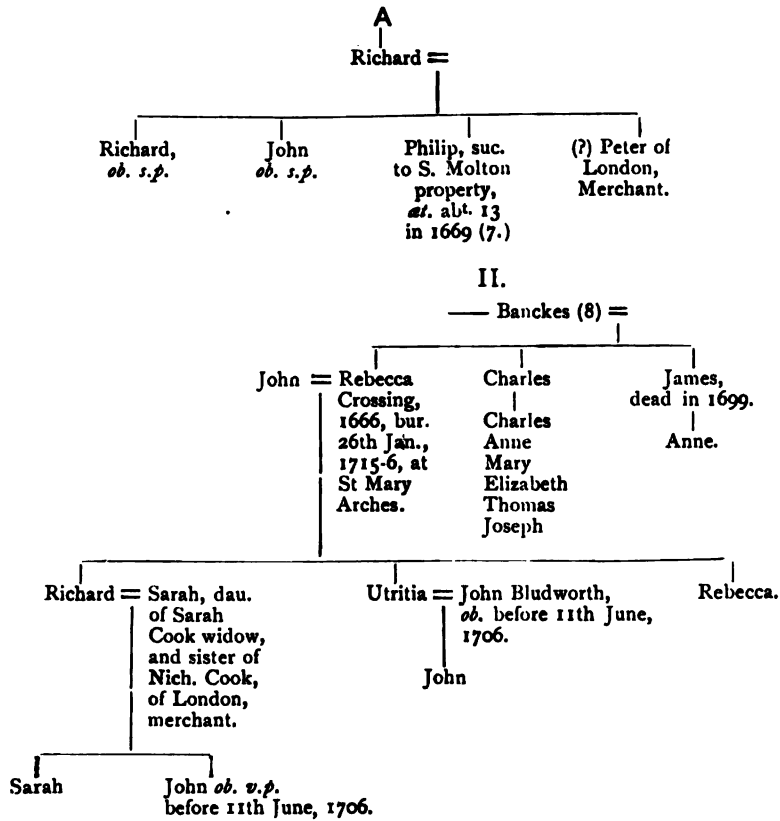 A
Richard =
Richard,
ob. s.p.
John
ob. s.p.
Philip, suc.
to S. Molton
property,
æt. abt. 13
in 1669 (7.)
(?) Peter of
London,
Merchant.
II.
— Banckes (8) =
John = Rebecca
Crossing,
1666, bur.
26th Jan.,
1715-6, at
St Mary
Arches.
Charles
Charles
Anne
Mary
Elizabeth
Thomas
Joseph
James,
dead in 1699.
Anne.
Richard = Sarah, dau.
of Sarah
Cook widow,
and sister of
Nich. Cook,
of London,
merchant.
Utritia = John Bludworth,
ob. before 11th June,
1706.
John
Rebecca.
Sarah
John ob. v.p.
before 11th June, 1706.